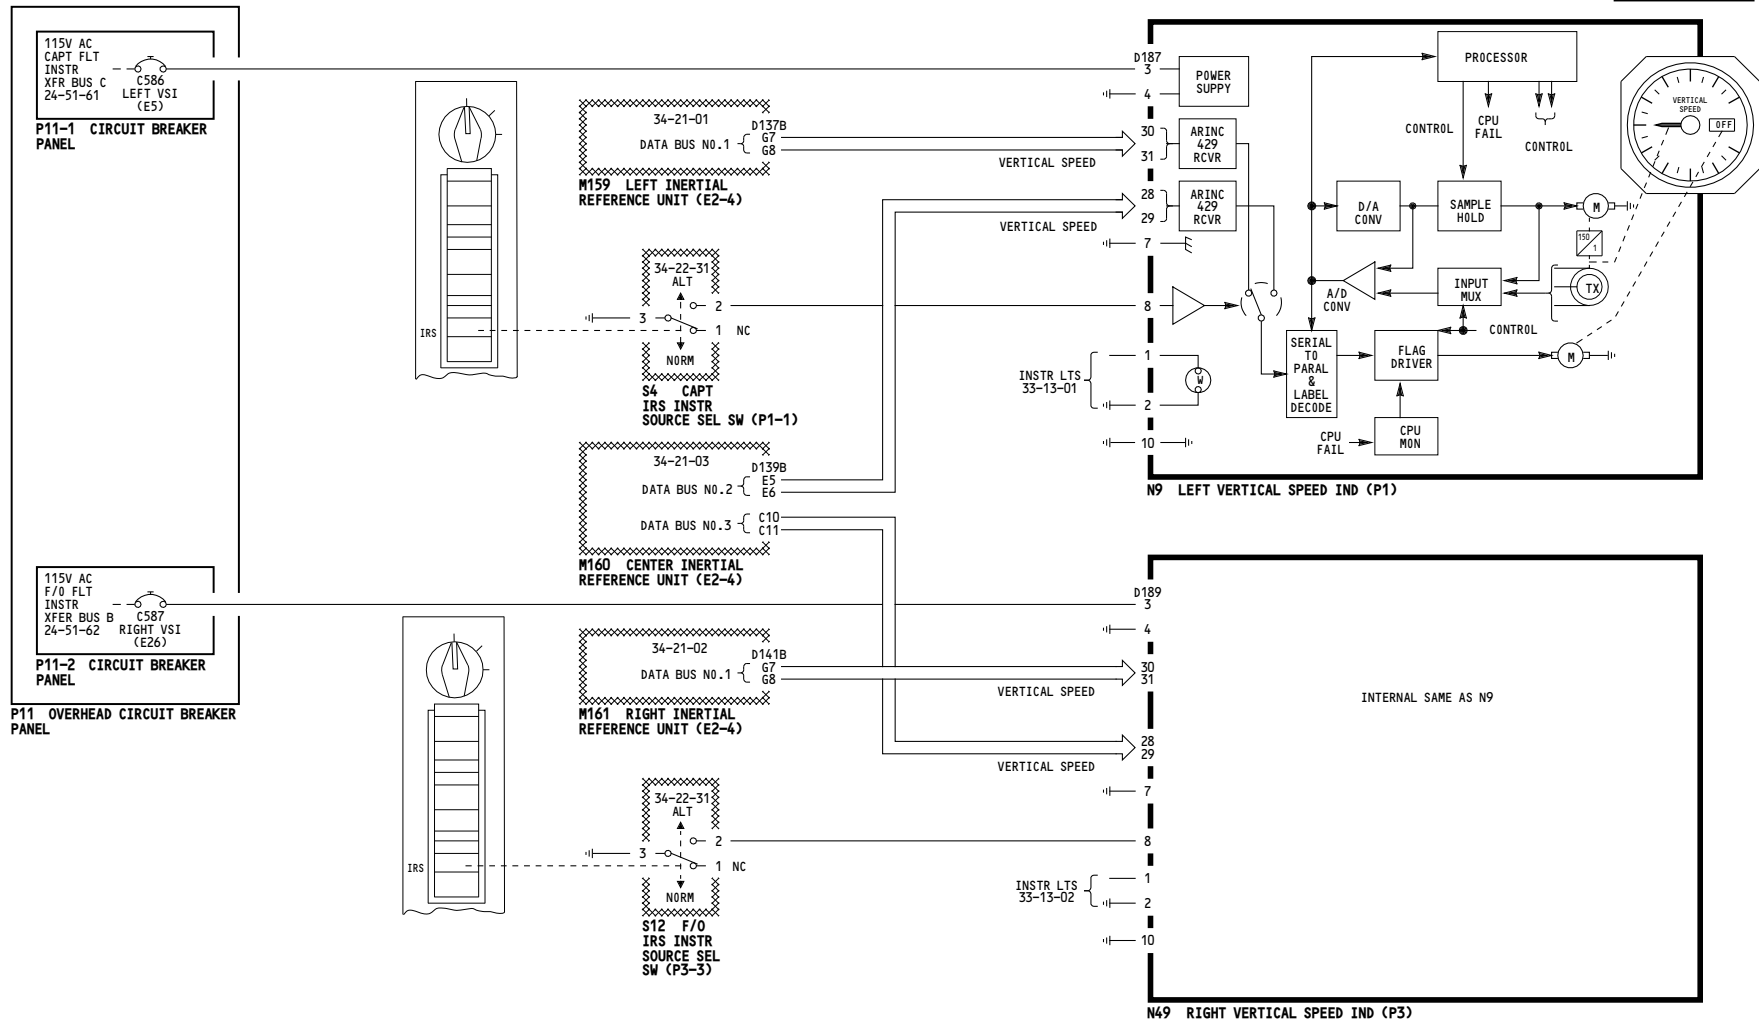 115V AC
CAPT FLT
INSTR
XFR BUS C
24-51-61
C586
LEFT VSI
(E5)
P11-1 CIRCUIT BREAKER
PANEL
115V AC
F/O FLT
INSTR
XFER BUS B
24-51-62
C587
RIGHT VSI
(E26)
P11-2 CIRCUIT BREAKER
PANEL
P11 OVERHEAD CIRCUIT BREAKER
PANEL
IRS
34-21-01
D137B
DATA BUS NO.1
G7
G8
M159 LEFT INERTIAL
REFERENCE UNIT (E2-4)
VERTICAL SPEED
VERTICAL SPEED
34-22-31
ALT
2
3
1 NC
NORM
S4 CAPT
IRS INSTR
SOURCE SEL SW (P1-1)
34-21-03
D139B
DATA BUS NO.2
E5
E6
DATA BUS NO.3
C10
C11
M160 CENTER INERTIAL
REFERENCE UNIT (E2-4)
IRS
34-21-02
D141B
DATA BUS NO.1
G7
G8
M161 RIGHT INERTIAL
REFERENCE UNIT (E2-4)
VERTICAL SPEED
VERTICAL SPEED
34-22-31
ALT
2
3
1 NC
NORM
S12 F/O
IRS INSTR
SOURCE SEL
SW (P3-3)
D187
3
4
30
31
28
29
7
8
INSTR LTS
33-13-01
1
2
10
POWER
SUPPLY
ARINC
429
RCVR
ARINC
429
RCVR
W
PROCESSOR
CONTROL
CPU
FAIL
CONTROL
D/A
CONV
SAMPLE
HOLD
M
150
1
A/D
CONV
INPUT
MUX
TX
CONTROL
SERIAL
TO
PARAL
&
LABEL
DECODE
FLAG
DRIVER
M
CPU
FAIL
CPU
MON
VERTICAL
SPEED
OFF
N9 LEFT VERTICAL SPEED IND (P1)
D189
3
4
30
31
28
29
7
8
INSTR LTS
33-13-02
1
2
10
INTERNAL SAME AS N9
N49 RIGHT VERTICAL SPEED IND (P3)